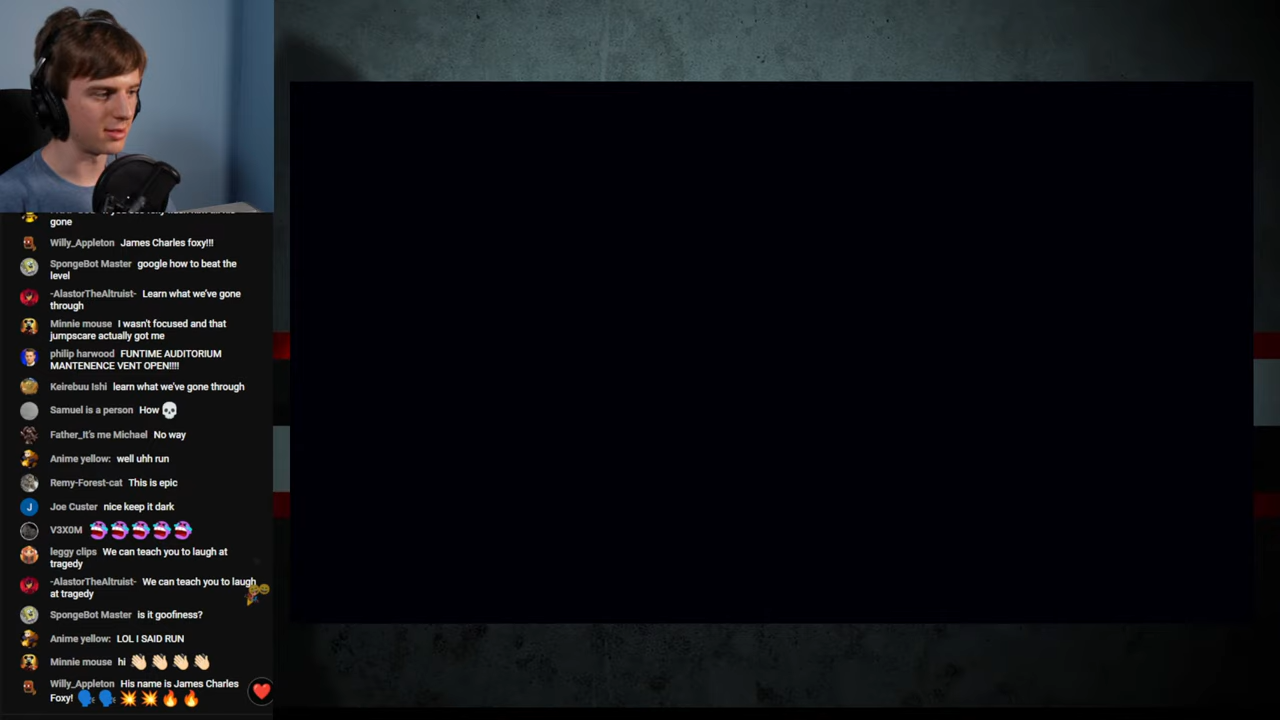 gone
Willy_Appleton James Charles foxy!!!
SpongeBot Master google how to beat the
level
-AlastorTheAltruist- Learn what we've gone
through
Minnie mouse I wasn't focused and that
jumpscare actually got me
philip harwood FUNTIME AUDITORIUM
MANTENENCE VENT OPEN!!!!
Keirebuu Ishi learn what we've gone through
Samuel is a person How 💀
Father_It's me Michael No way
Anime yellow: well uhh run
Remy-Forest-cat This is epic
J
Joe Custer nice keep it dark
V3X0M
leggy clips We can teach you to laugh at
tragedy
-AlastorTheAltruist- We can teach you to laugh
at tragedy
SpongeBot Master is it goofiness?
Anime yellow: LOL I SAID RUN
Minnie mouse hi 👋🏻 👋🏻 👋🏻 👋🏻
Willy_Appleton His name is James Charles
Foxy! 🗣️ 🗣️ 💥 💥 🔥 🔥